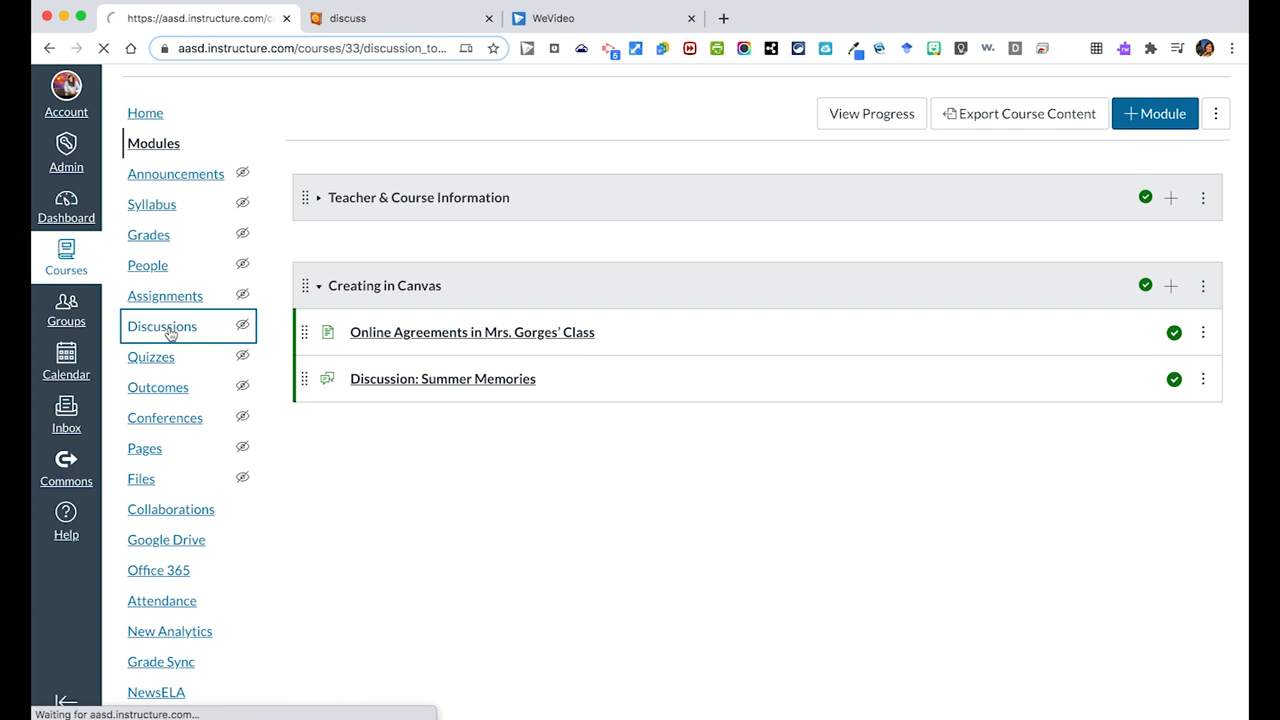 https://aasd.instructure.com/c
discuss
WeVideo
aasd.instructure.com/courses/33/discussion_to...
5
w.
D
Account
Admin
Dashboard
Courses
Groups
Calendar
Inbox
Commons
Help
Home
Modules
Announcements
Syllabus
Grades
People
Assignments
Discussions
Quizzes
Outcomes
Conferences
Pages
Files
Collaborations
Google Drive
Office 365
Attendance
New Analytics
Grade Sync
NewsELA
View Progress
Export Course Content
+ Module
Teacher & Course Information
Creating in Canvas
Online Agreements in Mrs. Gorges’ Class
Discussion: Summer Memories
Waiting for aasd.instructure.com...